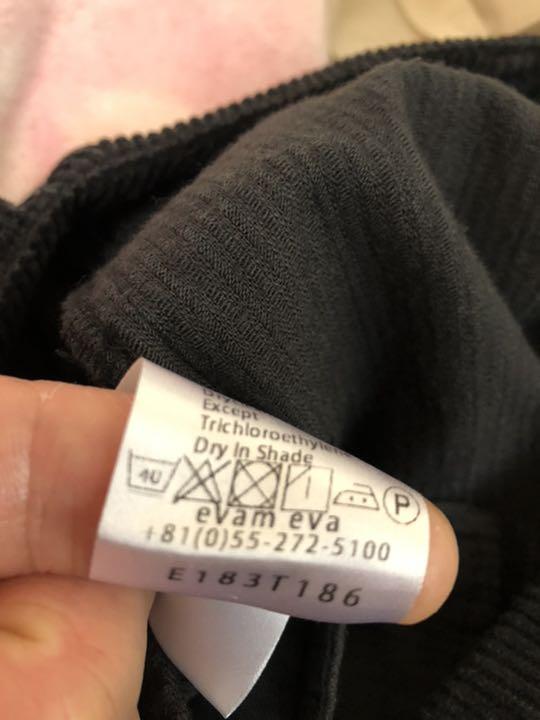 Except
Trichloroethylene
Dry In Shade
40
P
evam eva
+81(0)55-272-5100
E183T186